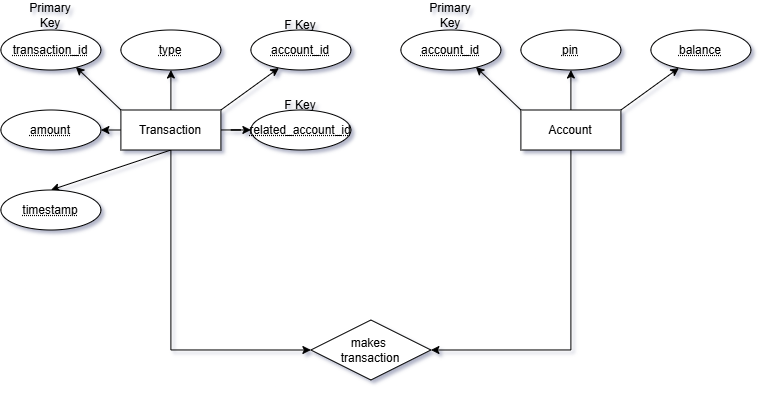 Primary
Key
F Key
Primary
Key
transaction_id
type
account_id
account_id
pin
balance
F Key
amount
Transaction
related_account_id
Account
timestamp
makes
transaction